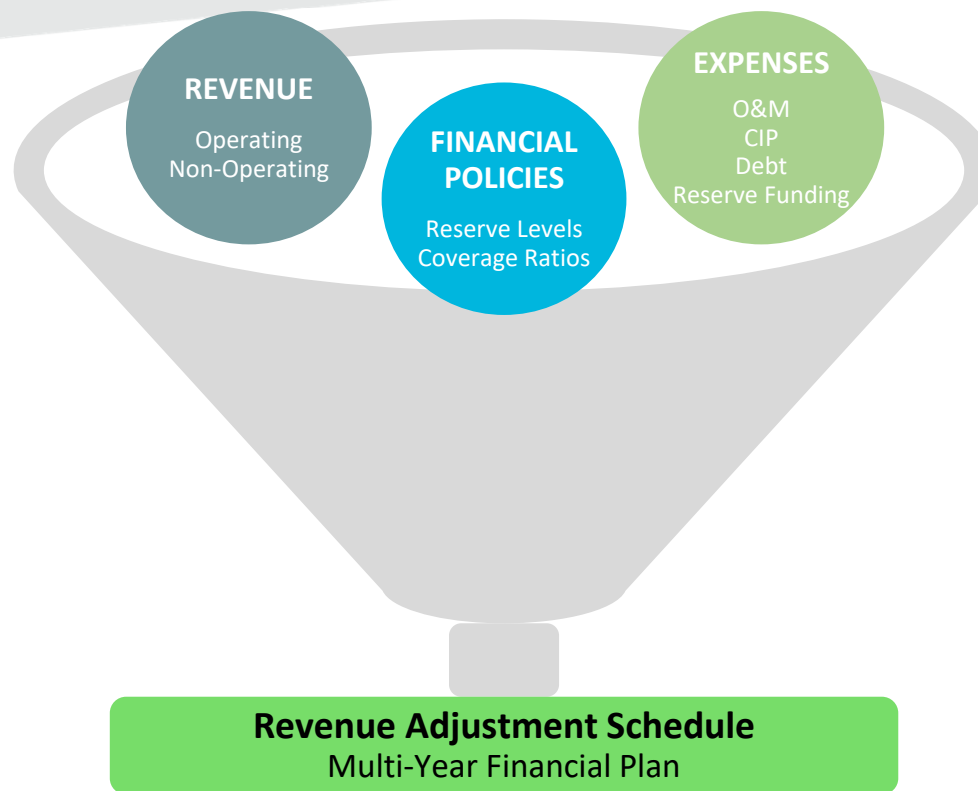 REVENUE
Operating
Non-Operating
FINANCIAL
POLICIES
Reserve Levels
Coverage Ratios
EXPENSES
O&M
CIP
Debt
Reserve Funding
Revenue Adjustment Schedule
Multi-Year Financial Plan